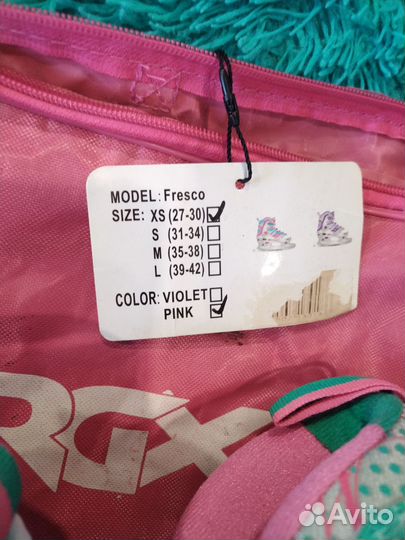 MODEL: Fresco
SIZE: XS (27-30)
S (31-34)
M (35-38)
L (39-42)
COLOR: VIOLET
PINK
RGX
Avito